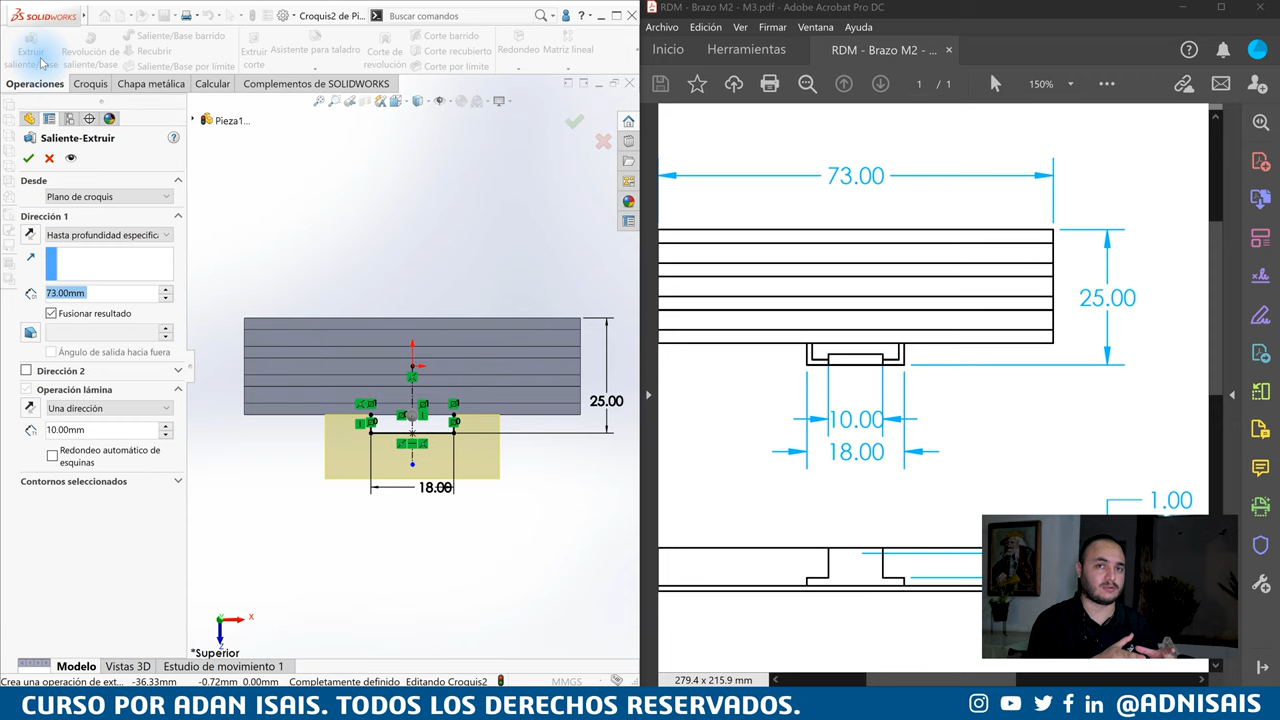 SOLIDWORKS
Croquis2 de Pi...
Buscar comandos
Extruir saliente/base
Revolución de saliente/base
Saliente/Base barrido
Recubrir
Saliente/Base por límite
Extruir corte
Asistente para taladro
Corte de revolución
Corte barrido
Corte recubierto
Corte por límite
Redondeo
Matriz lineal
Operaciones
Croquis
Chapa metálica
Calcular
Complementos de SOLIDWORKS
Pieza1...
Saliente-Extruir
Desde
Plano de croquis
Dirección 1
Hasta profundidad especific
73.00mm
Fusionar resultado
Ángulo de salida hacia fuera
Dirección 2
Operación lámina
Una dirección
10.00mm
Redondeo automático de
esquinas
Contornos seleccionados
25.00
18.00
X
Z
*Superior
Modelo
Vistas 3D
Estudio de movimiento 1
Crea una operación de ext...
-36.33mm
-0.72mm
0.00mm
Completamente definido
Editando Croquis2
MMGS
RDM - Brazo M2 - M3.pdf - Adobe Acrobat Pro DC
Archivo
Edición
Ver
Firmar
Ventana
Ayuda
Inicio
Herramientas
RDM - Brazo M2 - ...
1 / 1
150%
73.00
25.00
10.00
18.00
1.00
279.4 x 215.9 mm
CURSO POR ADAN ISAIS. TODOS LOS DERECHOS RESERVADOS.
@ADNISAIS